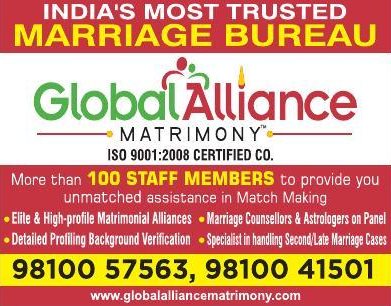 INDIA'S MOST TRUSTED
MARRIAGE BUREAU
Global Alliance
MATRIMONY™
ISO 9001:2008 CERTIFIED CO.
More than 100 STAFF MEMBERS to provide you
unmatched assistance in Match Making
• Elite & High-profile Matrimonial Alliances • Marriage Counsellors & Astrologers on Panel
• Detailed Profiling Background Verification • Specialist in handling Second/Late Marriage Cases
98100 57563, 98100 41501
www.globalalliancematrimony.com